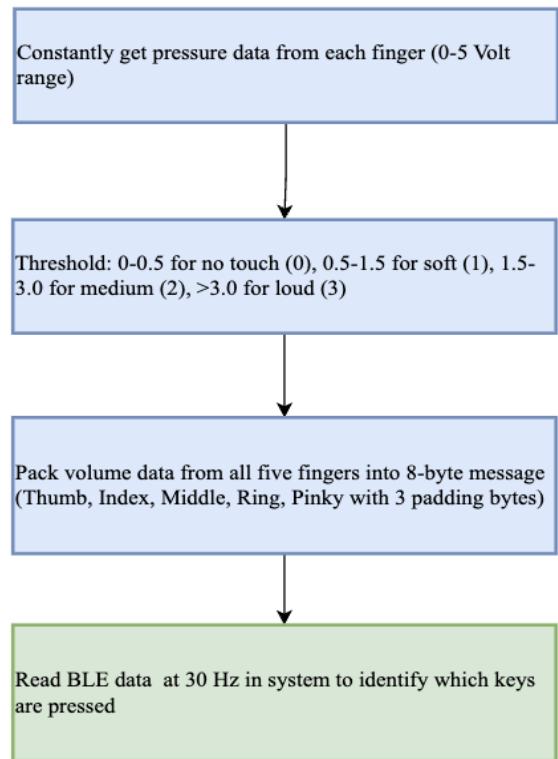 Constantly get pressure data from each finger (0-5 Volt
range)
Threshold: 0-0.5 for no touch (0), 0.5-1.5 for soft (1), 1.5-
3.0 for medium (2), >3.0 for loud (3)
Pack volume data from all five fingers into 8-byte message
(Thumb, Index, Middle, Ring, Pinky with 3 padding bytes)
Read BLE data  at 30 Hz in system to identify which keys
are pressed